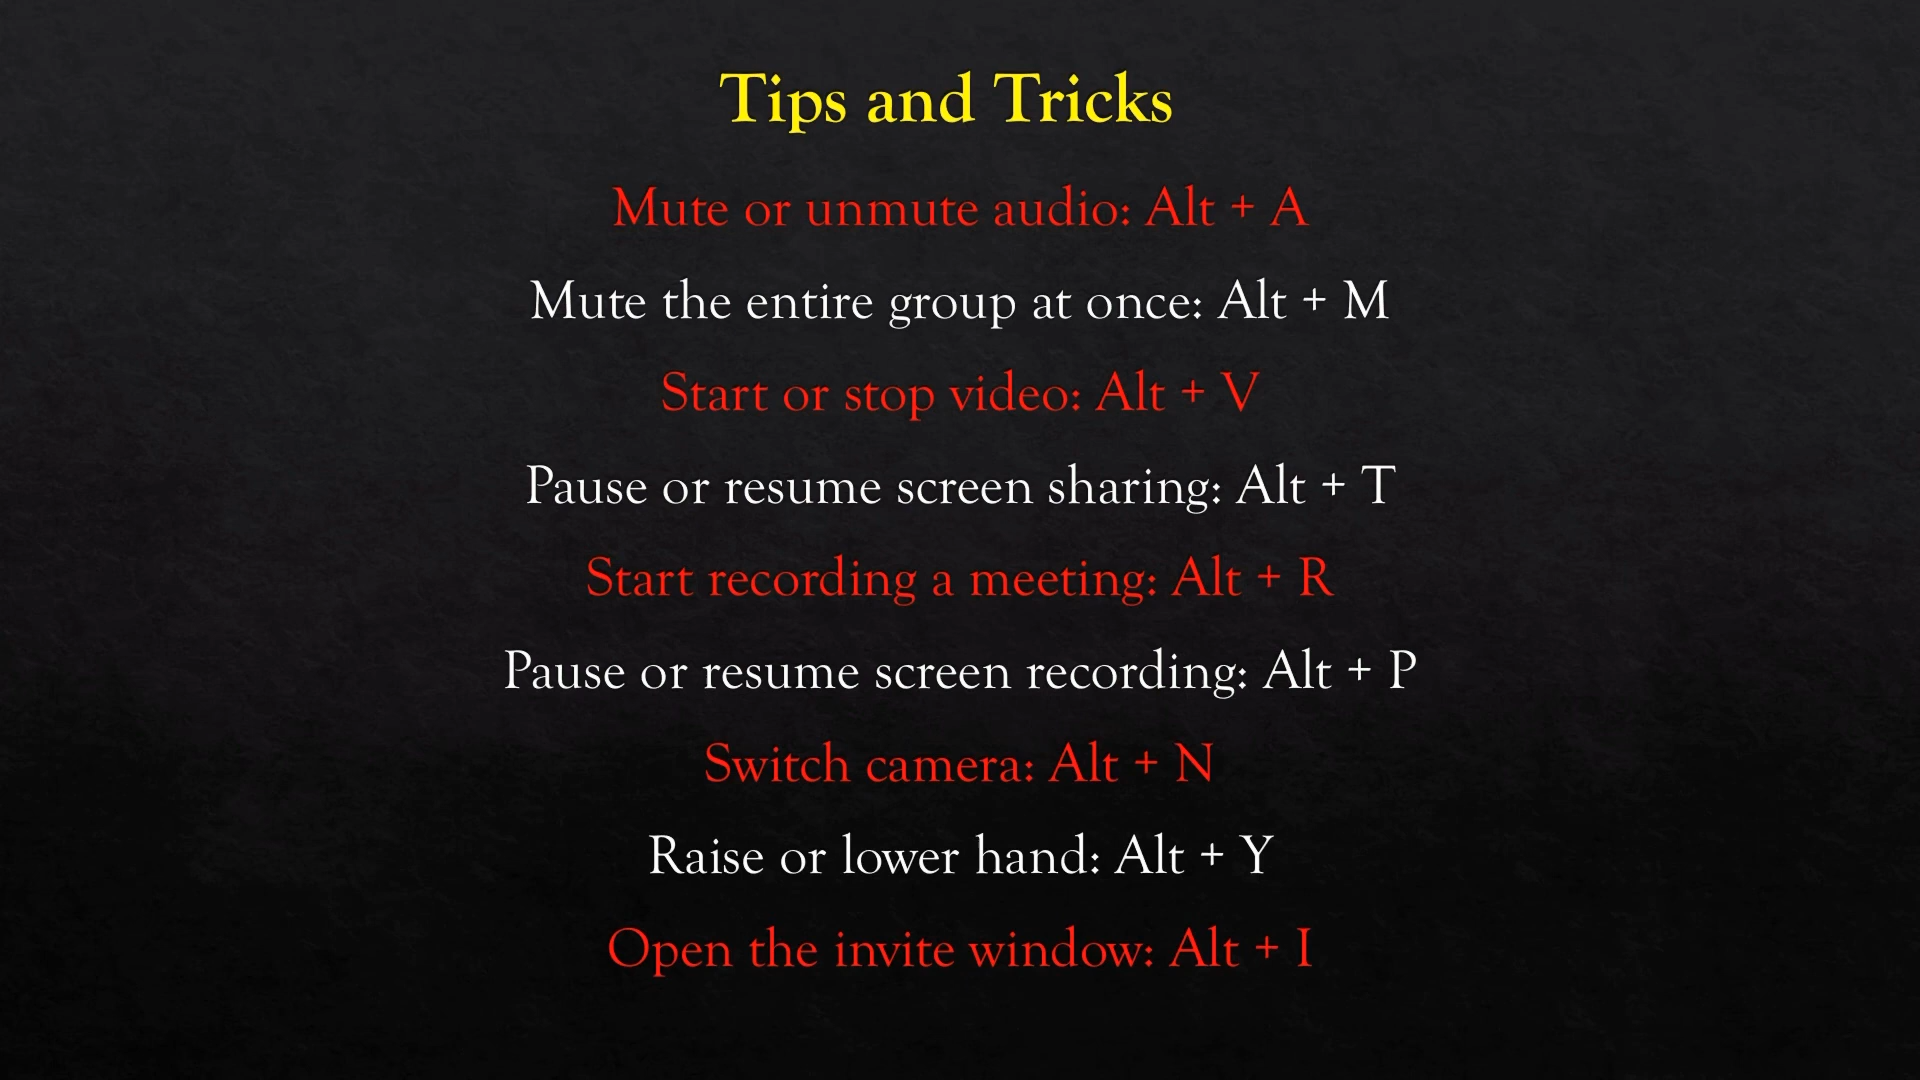 Tips and Tricks
Mute or unmute audio: Alt + A
Mute the entire group at once: Alt + M
Start or stop video: Alt + V
Pause or resume screen sharing: Alt + T
Start recording a meeting: Alt + R
Pause or resume screen recording: Alt + P
Switch camera: Alt + N
Raise or lower hand: Alt + Y
Open the invite window: Alt + I